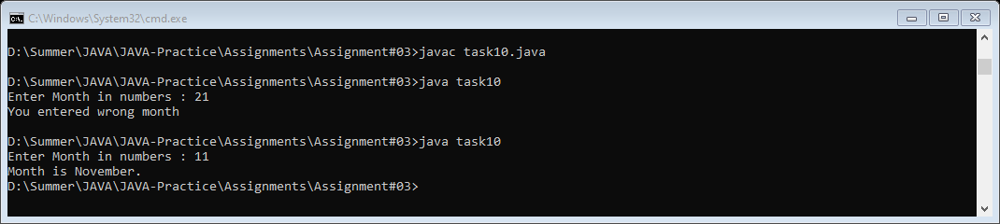 C:\Windows\System32\cmd.exe
D:\Summer\JAVA\JAVA-Practice\Assignments\Assignment#03>javac task10.java
D:\Summer\JAVA\JAVA-Practice\Assignments\Assignment#03>java task10
Enter Month in numbers : 21
You entered wrong month
D:\Summer\JAVA\JAVA-Practice\Assignments\Assignment#03>java task10
Enter Month in numbers : 11
Month is November.
D:\Summer\JAVA\JAVA-Practice\Assignments\Assignment#03>